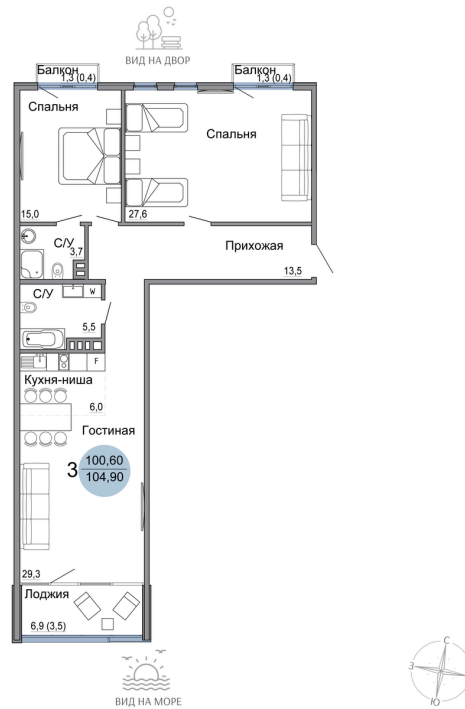 ВИД НА ДВОР
Балкон
1,3 (0,4)
Балкон
1,3 (0,4)
Спальня
Спальня
15,0
27,6
С/У
3,7
Прихожая
13,5
С/У
W
5,5
F
Кухня-ниша
6,0
Гостиная
3
100,60
104,90
29,3
Лоджия
6,9 (3,5)
ВИД НА МОРЕ
С
З
Ю